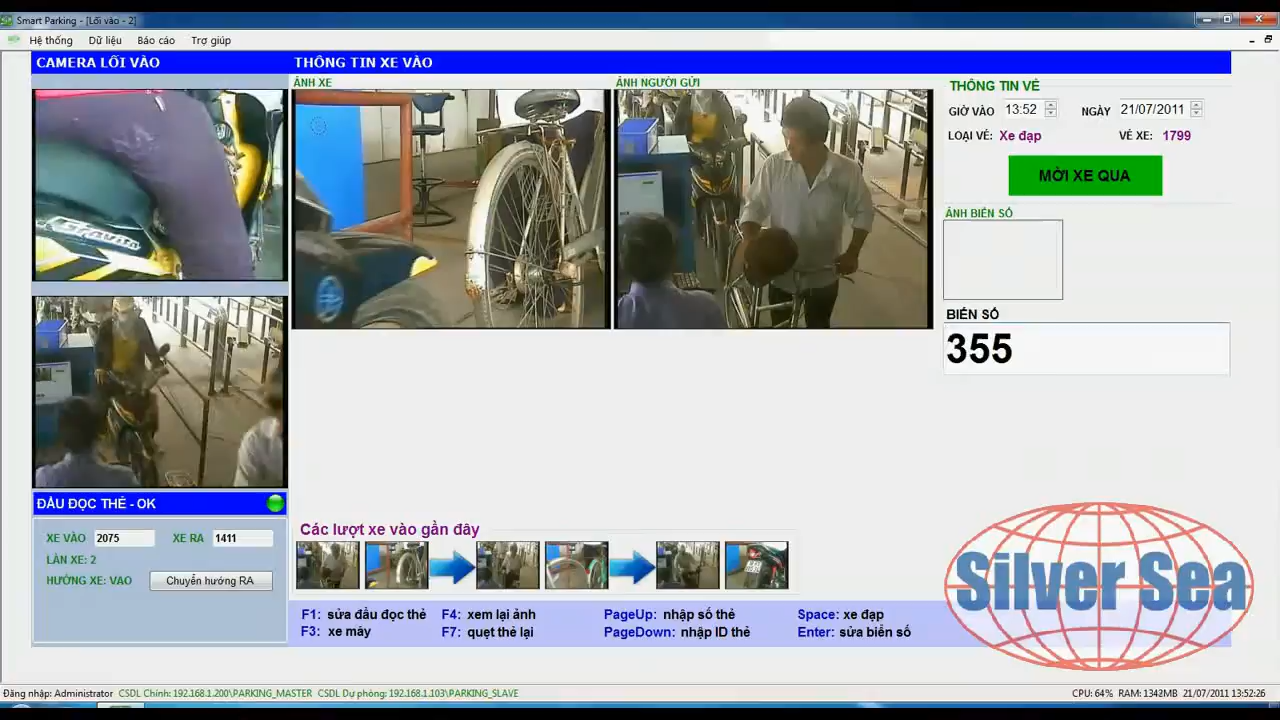 Smart Parking - [Lối vào - 2]
Hệ thống Dữ liệu Báo cáo Trợ giúp
CAMERA LỐI VÀO THÔNG TIN XE VÀO
ẢNH XE ẢNH NGƯỜI GỬI
THÔNG TIN VÉ
GIỜ VÀO 13:52 NGÀY 21/07/2011
LOẠI VÉ: Xe đạp VÉ XE: 1799
MỜI XE QUA
ẢNH BIỂN SỐ
BIỂN SỐ
355
Gravita
ĐẦU ĐỌC THẺ - OK
XE VÀO 2075 XE RA 1411
LÀN XE: 2
HƯỚNG XE: VÀO Chuyển hướng RA
Các lượt xe vào gần đây
F1: sửa đầu đọc thẻ F4: xem lại ảnh PageUp: nhập số thẻ Space: xe đạp
F3: xe máy F7: quẹt thẻ lại PageDown: nhập ID thẻ Enter: sửa biển số
Silver Sea
Đăng nhập: Administrator CSDL Chính: 192.168.1.200\PARKING_MASTER CSDL Dự phòng: 192.168.1.103\PARKING_SLAVE CPU: 64% RAM: 1342MB 21/07/2011 13:52:26